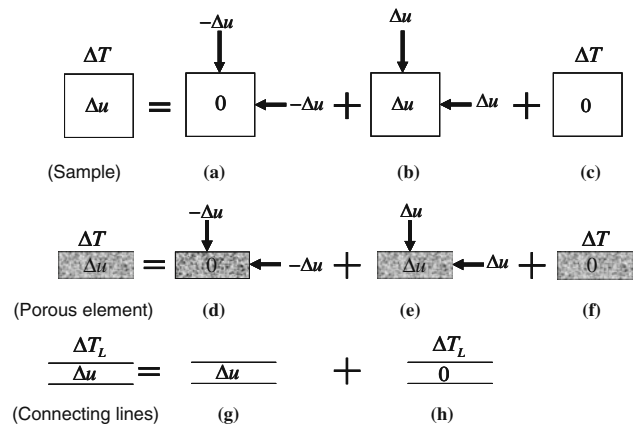 −Δu Δu
ΔT ΔT
Δu = 0 −Δu + Δu Δu + 0
(Sample) (a) (b) (c)
−Δu Δu
ΔT ΔT
Δu = 0 −Δu + Δu Δu + 0
(Porous element) (d) (e) (f)
ΔT_L ΔT_L
Δu = Δu + 0
(Connecting lines) (g) (h)